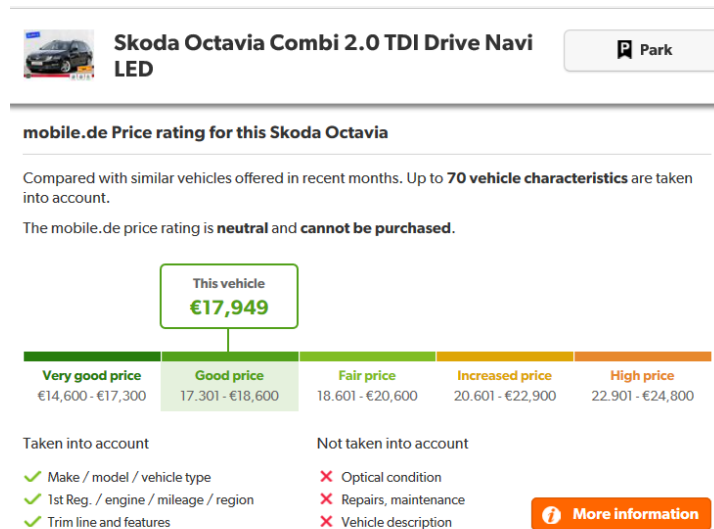 Skoda Octavia Combi 2.0 TDI Drive Navi
LED
Park
mobile.de Price rating for this Skoda Octavia
Compared with similar vehicles offered in recent months. Up to 70 vehicle characteristics are taken
into account.
The mobile.de price rating is neutral and cannot be purchased.
This vehicle
€17,949
Very good price
€14,600 - €17,300
Good price
17.301 - €18,600
Fair price
18.601 - €20,600
Increased price
20.601 - €22,900
High price
22.901 - €24,800
Taken into account
Make / model / vehicle type
1st Reg. / engine / mileage / region
Trim line and features
Not taken into account
Optical condition
Repairs, maintenance
Vehicle description
More information